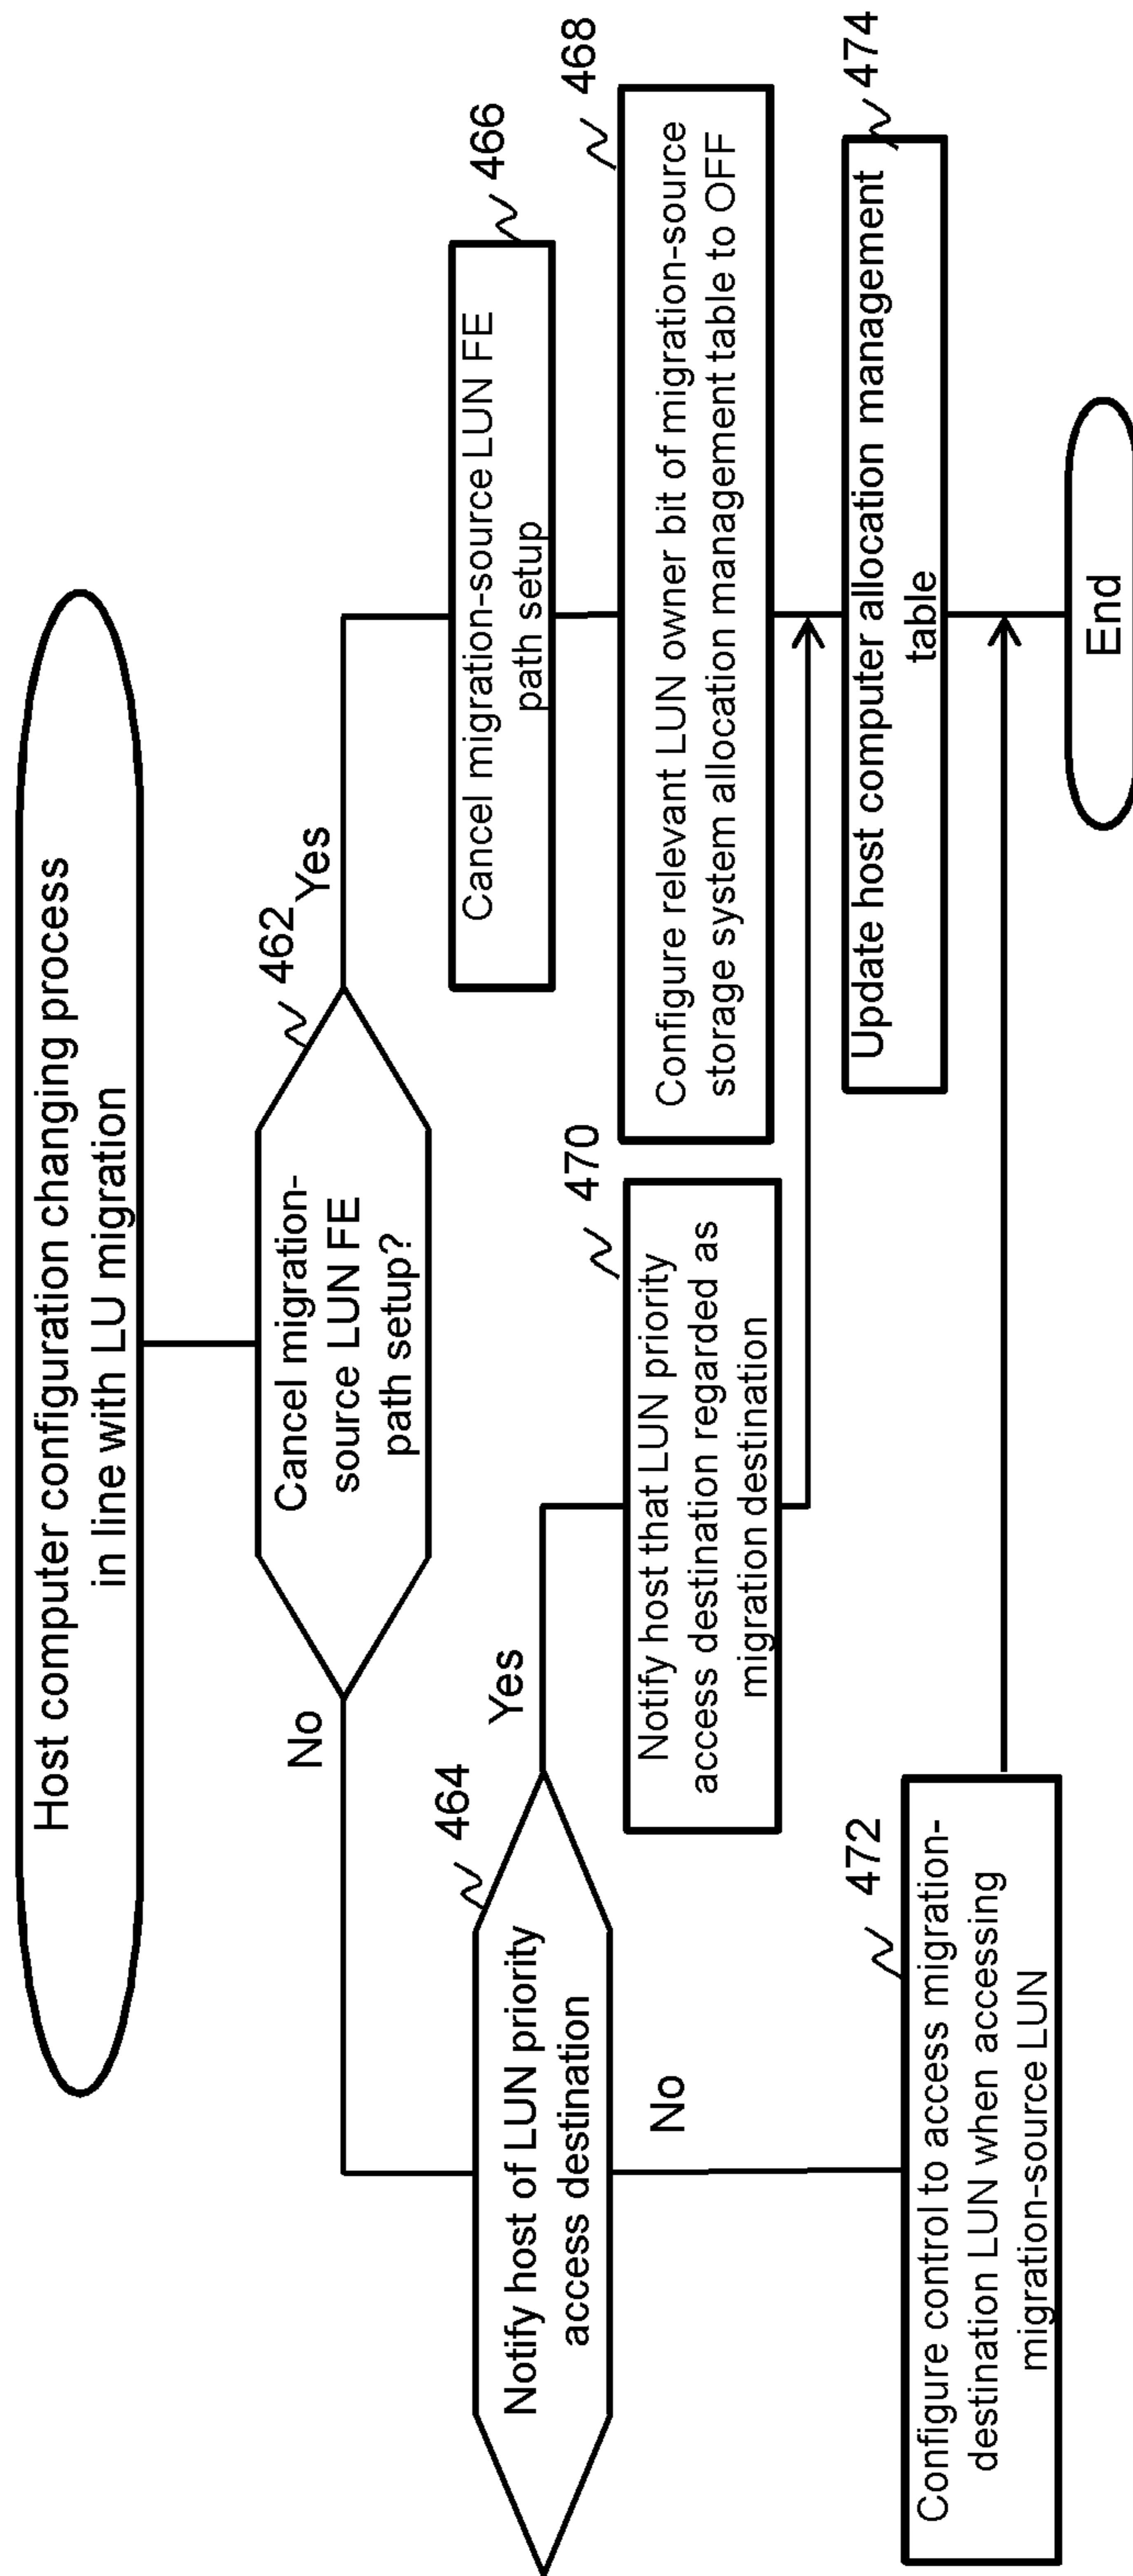 Host computer configuration changing process
in line with LU migration
462
Cancel migration-
source LUN FE
path setup?
Yes
No
466
Cancel migration-source LUN FE
path setup
464
Notify host of LUN priority
access destination
Yes
No
468
Configure relevant LUN owner bit of migration-source
storage system allocation management table to OFF
470
Notify host that LUN priority
access destination regarded as
migration destination
472
Configure control to access migration-
destination LUN when accessing
migration-source LUN
474
Update host computer allocation management
table
End